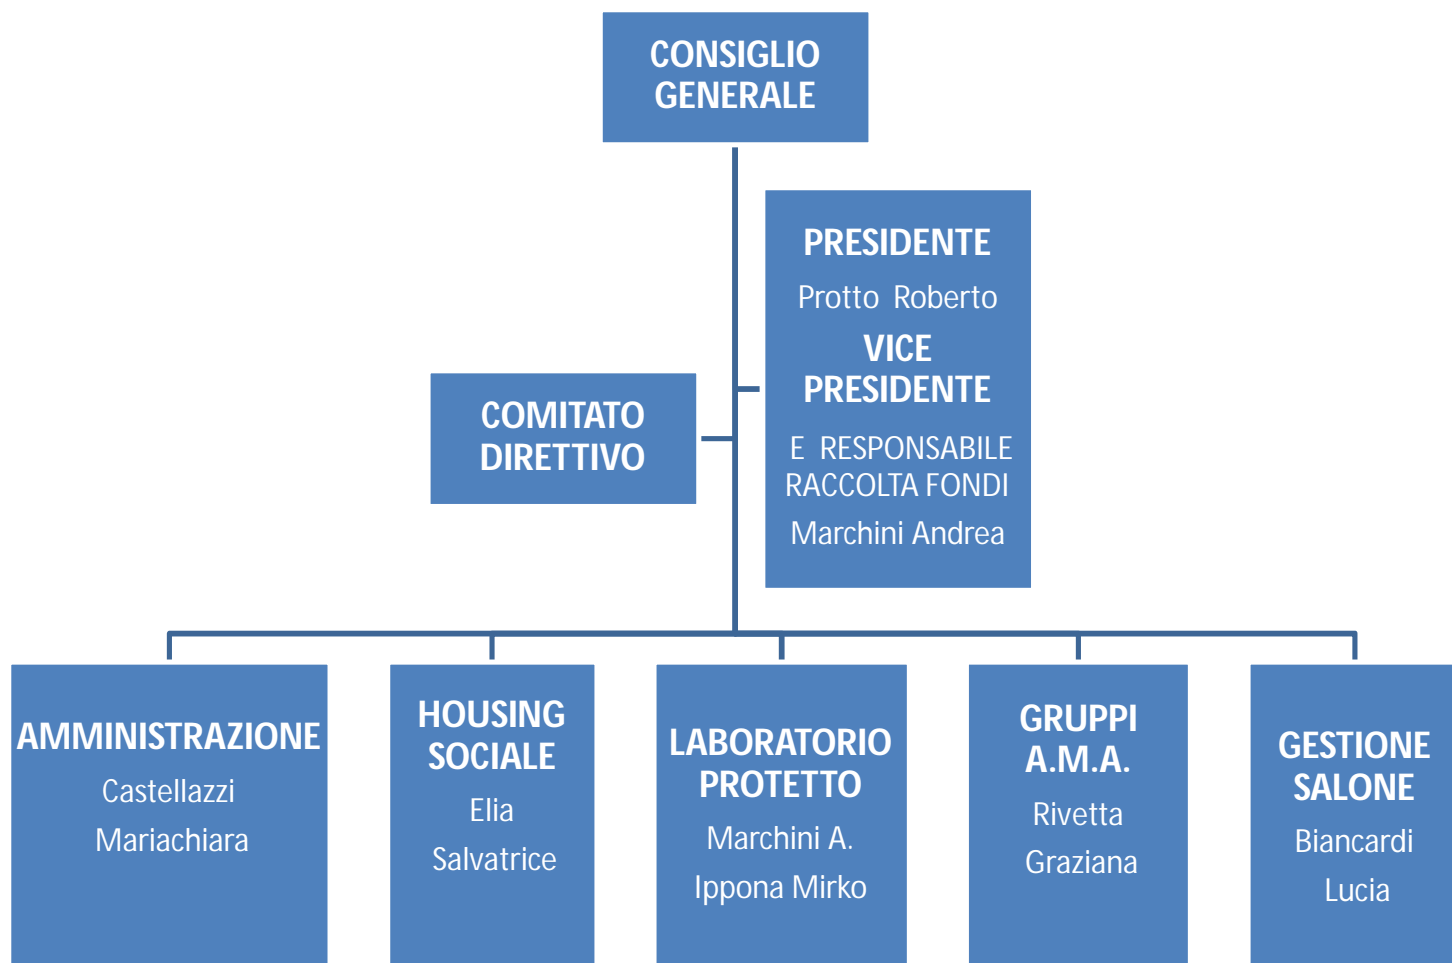 CONSIGLIO
GENERALE
PRESIDENTE
Protto Roberto
VICE
PRESIDENTE
E RESPONSABILE
RACCOLTA FONDI
Marchini Andrea
COMITATO
DIRETTIVO
AMMINISTRAZIONE
Castellazzi
Mariachiara
HOUSING
SOCIALE
Elia
Salvatrice
LABORATORIO
PROTETTO
Marchini A.
Ippona Mirko
GRUPPI
A.M.A.
Rivetta
Graziana
GESTIONE
SALONE
Biancardi
Lucia